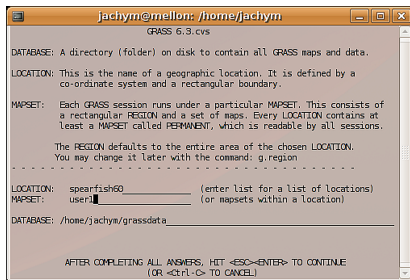 jachym@mellon: /home/jachym
GRASS 6.3.cvs
DATABASE: A directory (folder) on disk to contain all GRASS maps and data.
LOCATION: This is the name of a geographic location. It is defined by a
co-ordinate system and a rectangular boundary.
MAPSET: Each GRASS session runs under a particular MAPSET. This consists of
a rectangular REGION and a set of maps. Every LOCATION contains at
least a MAPSET called PERMANENT, which is readable by all sessions.
The REGION defaults to the entire area of the chosen LOCATION.
You may change it later with the command: g.region
- - - - - - - - - - - - - - - - - - - - - - - - - - - - - - - - - -
LOCATION: spearfish60______________ (enter list for a list of locations)
MAPSET: user1____________________ (or mapsets within a location)
DATABASE: /home/jachym/grassdata______________________________________________
AFTER COMPLETING ALL ANSWERS, HIT <ESC><ENTER> TO CONTINUE
(OR <Ctrl-C> TO CANCEL)